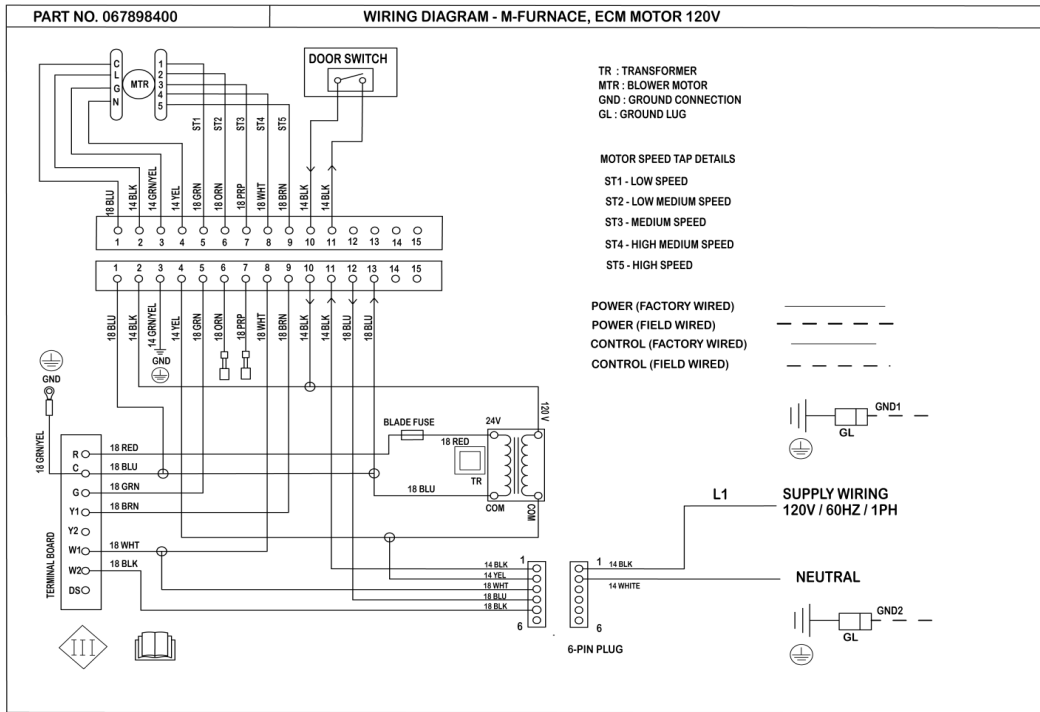 PART NO. 067898400
WIRING DIAGRAM - M-FURNACE, ECM MOTOR 120V
DOOR SWITCH
C
L
G
N
MTR
1
2
3
4
5
TR : TRANSFORMER
MTR : BLOWER MOTOR
GND : GROUND CONNECTION
GL : GROUND LUG
MOTOR SPEED TAP DETAILS
ST1 - LOW SPEED
ST2 - LOW MEDIUM SPEED
ST3 - MEDIUM SPEED
ST4 - HIGH MEDIUM SPEED
ST5 - HIGH SPEED
ST1 ST2 ST3 ST4 ST5
18 BLU 14 BLK 14 GRN/YEL 14 YEL 18 GRN 18 ORN 18 PRP 18 WHT 18 BRN 14 BLK 14 BLK
1 2 3 4 5 6 7 8 9 10 11 12 13 14 15
1 2 3 4 5 6 7 8 9 10 11 12 13 14 15
18 BLU 14 BLK 14 GRN/YEL 14 YEL 18 GRN 18 ORN 18 PRP 18 WHT 18 BRN 14 BLK 14 BLK 18 BLU 18 BLU
POWER (FACTORY WIRED)
POWER (FIELD WIRED)
CONTROL (FACTORY WIRED)
CONTROL (FIELD WIRED)
GND
GND
18 GRN/YEL
BLADE FUSE
24V
120 V
18 RED
TR
18 BLU
COM
COM
GND1
GL
TERMINAL BOARD
R 18 RED
C 18 BLU
G 18 GRN
Y1 18 BRN
Y2
W1 18 WHT
W2 18 BLK
DS
L1
SUPPLY WIRING
120V / 60HZ / 1PH
NEUTRAL
14 BLK 1
14 YEL
18 WHT
18 BLU
18 BLK
6
1 14 BLK
14 WHITE
6
6-PIN PLUG
GND2
GL
III